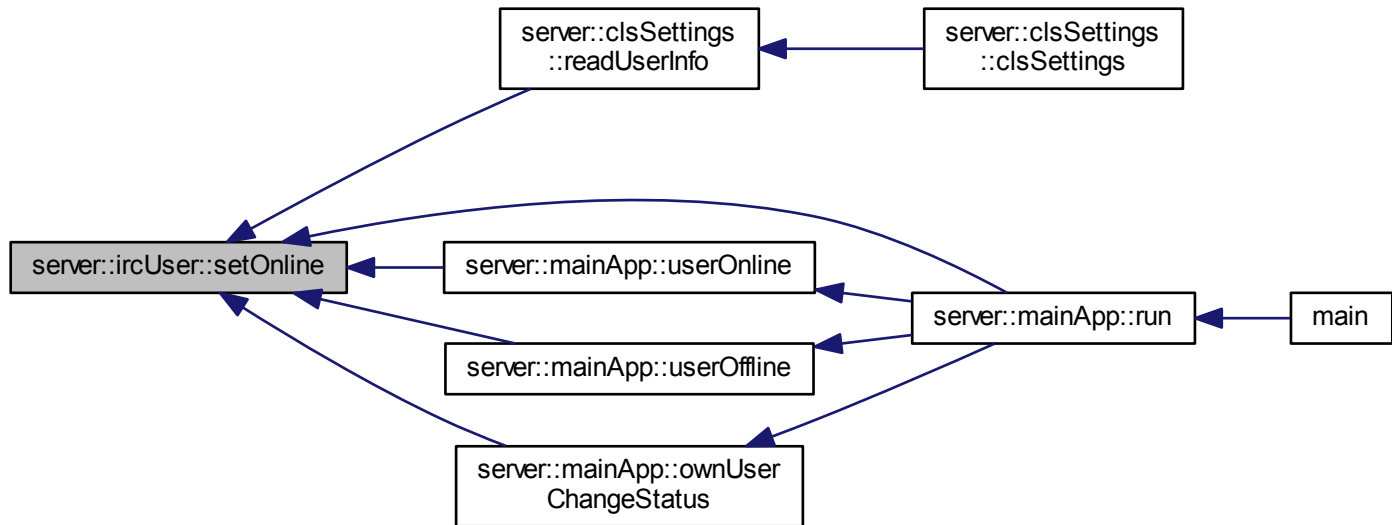 server::clsSettings
::readUserInfo
server::clsSettings
::clsSettings
server::ircUser::setOnline
server::mainApp::userOnline
server::mainApp::run
main
server::mainApp::userOffline
server::mainApp::ownUser
ChangeStatus